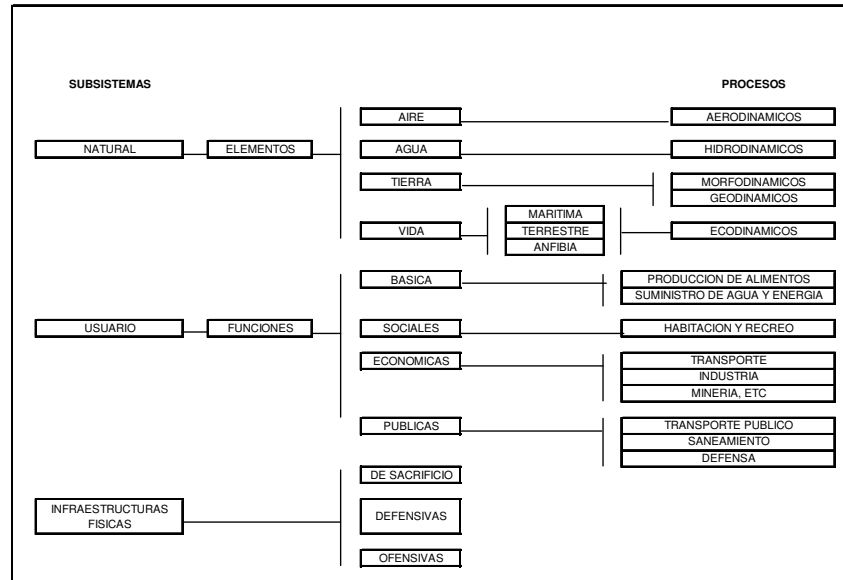 SUBSISTEMAS
PROCESOS
AIRE
AERODINAMICOS
NATURAL
ELEMENTOS
AGUA
HIDRODINAMICOS
TIERRA
MORFODINAMICOS
GEODINAMICOS
VIDA
MARITIMA
TERRESTRE
ANFIBIA
ECODINAMICOS
BASICA
PRODUCCION DE ALIMENTOS
SUMINISTRO DE AGUA Y ENERGIA
USUARIO
FUNCIONES
SOCIALES
HABITACION Y RECREO
ECONOMICAS
TRANSPORTE
INDUSTRIA
MINERIA, ETC
PUBLICAS
TRANSPORTE PUBLICO
SANEAMIENTO
DEFENSA
DE SACRIFICIO
INFRAESTRUCTURAS
FISICAS
DEFENSIVAS
OFENSIVAS